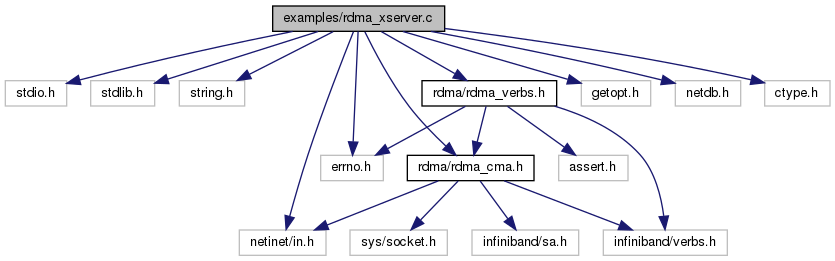 examples/rdma_xserver.c
stdio.h
stdlib.h
string.h
rdma/rdma_verbs.h
getopt.h
netdb.h
ctype.h
errno.h
rdma/rdma_cma.h
assert.h
netinet/in.h
sys/socket.h
infiniband/sa.h
infiniband/verbs.h